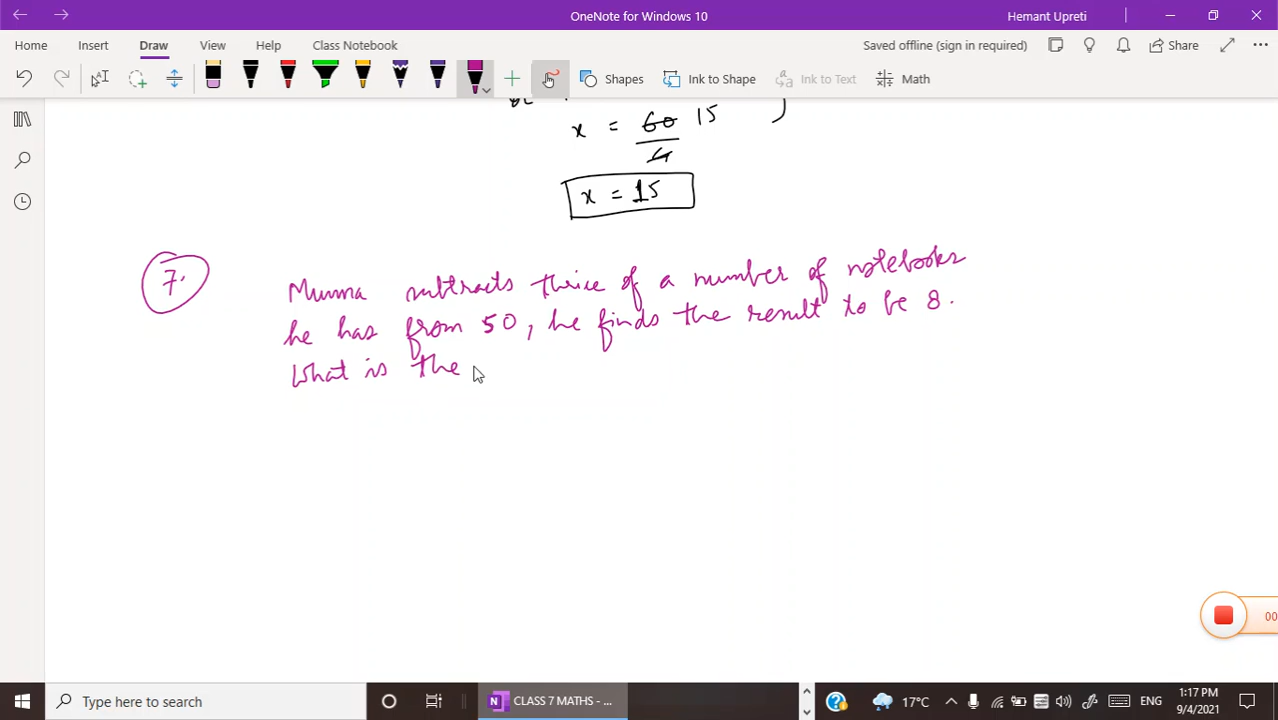 OneNote for Windows 10
Hemant Upreti
Home Insert Draw View Help Class Notebook
Saved offline (sign in required) Share
Shapes Ink to Shape Ink to Text Math
x = 60 15
4
x = 15
7.
Munna subtracts thrice of a number of notebooks
he has from 50, he finds the result to be 8.
What is the
00
Type here to search
CLASS 7 MATHS - ...
17°C
ENG
1:17 PM
9/4/2021